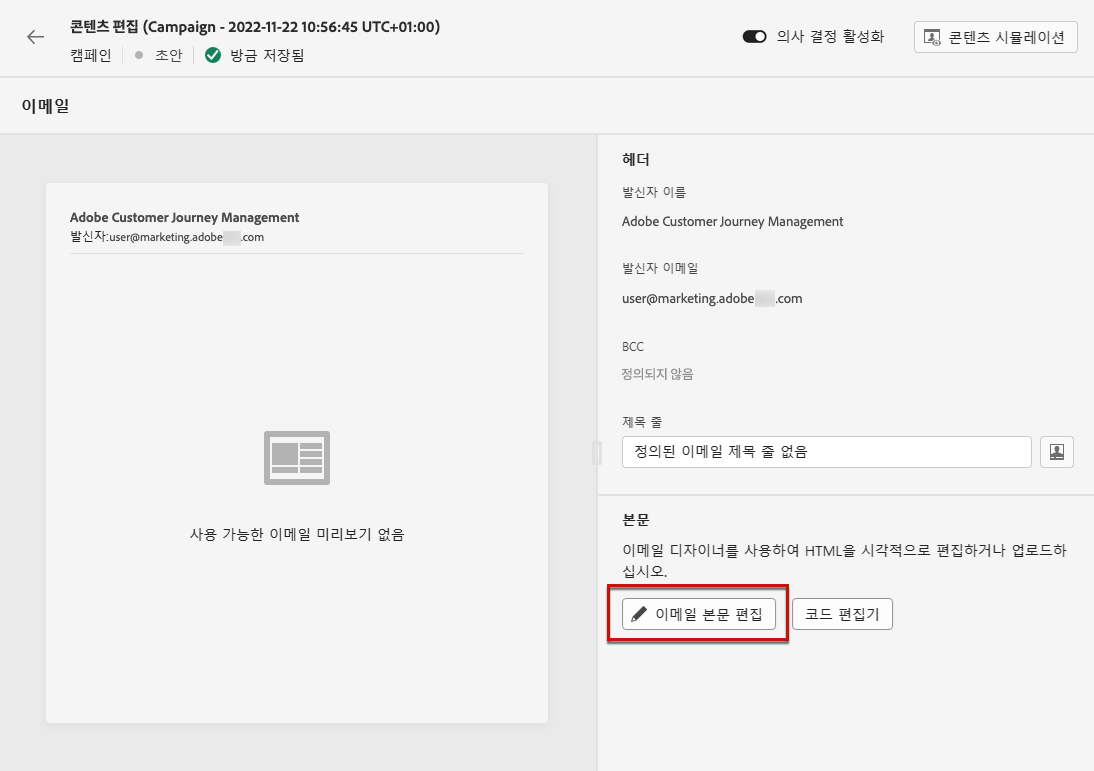 콘텐츠 편집 (Campaign - 2022-11-22 10:56:45 UTC+01:00)
캠페인 초안 방금 저장됨
의사 결정 활성화
콘텐츠 시뮬레이션
이메일
Adobe Customer Journey Management
발신자:user@marketing.adobe .com
사용 가능한 이메일 미리보기 없음
헤더
발신자 이름
Adobe Customer Journey Management
발신자 이메일
user@marketing.adobe .com
BCC
정의되지 않음
제목 줄
정의된 이메일 제목 줄 없음
본문
이메일 디자이너를 사용하여 HTML을 시각적으로 편집하거나 업로드하
십시오.
이메일 본문 편집
코드 편집기